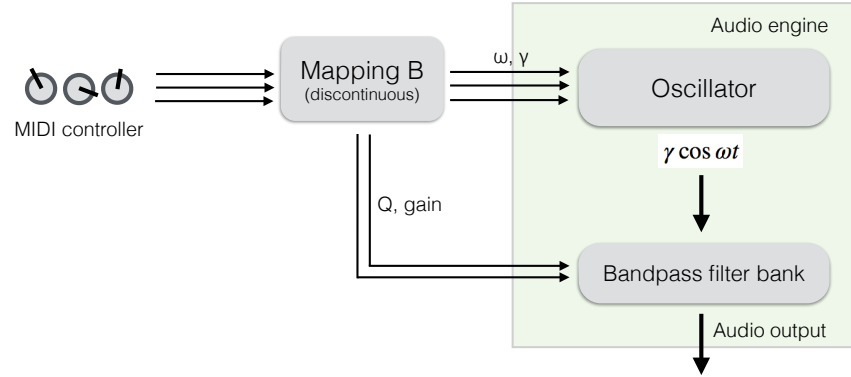 Audio engine
Mapping B
(discontinuous)
ω, γ
Oscillator
MIDI controller
γ cos ωt
Q, gain
Bandpass filter bank
Audio output